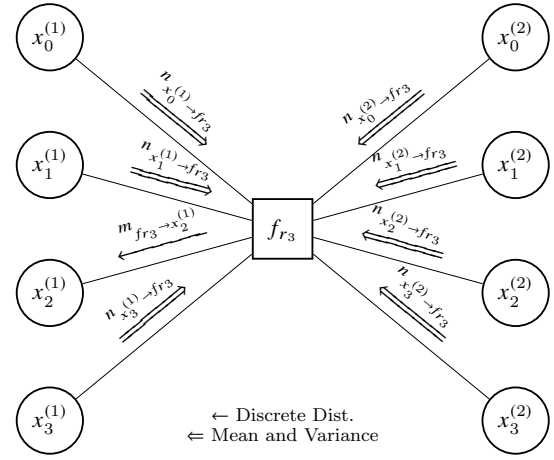 x_0^{(1)} x_0^{(2)}
n_{x_0^{(1)}→f_{r_3}} n_{x_0^{(2)}→f_{r_3}}
x_1^{(1)} n_{x_1^{(1)}→f_{r_3}} n_{x_1^{(2)}→f_{r_3}} x_1^{(2)}
m_{f_{r_3}→x_2^{(1)}} f_{r_3} n_{x_2^{(2)}→f_{r_3}}
x_2^{(1)} n_{x_3^{(1)}→f_{r_3}} n_{x_3^{(2)}→f_{r_3}} x_2^{(2)}
x_3^{(1)} x_3^{(2)}
← Discrete Dist.
⇐ Mean and Variance